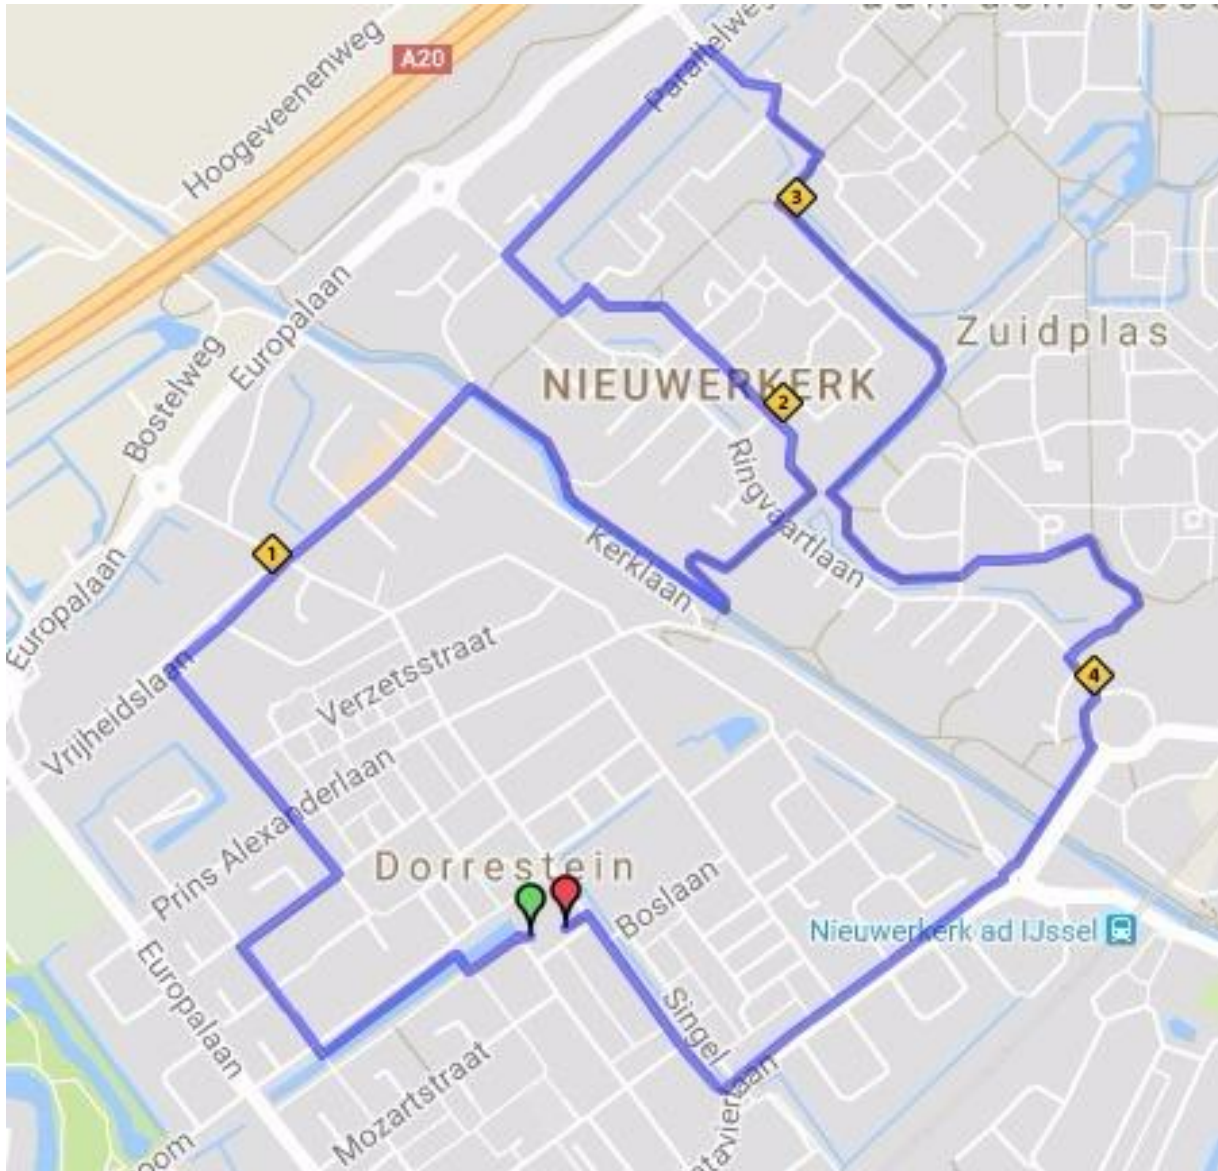 Parallelweg
A20
Hoogeveenenweg
3
Europalaan
Zuidplas
Bostelweg
NIEUWERKERK
2
Ringvaartlaan
1
Kerklaan
Europalaan
Verzetsstraat
4
Vrijheidslaan
Prins Alexanderlaan
Dorrestein
Boslaan
Nieuwerkerk ad IJssel
Europalaan
Singel
Mozartstraat